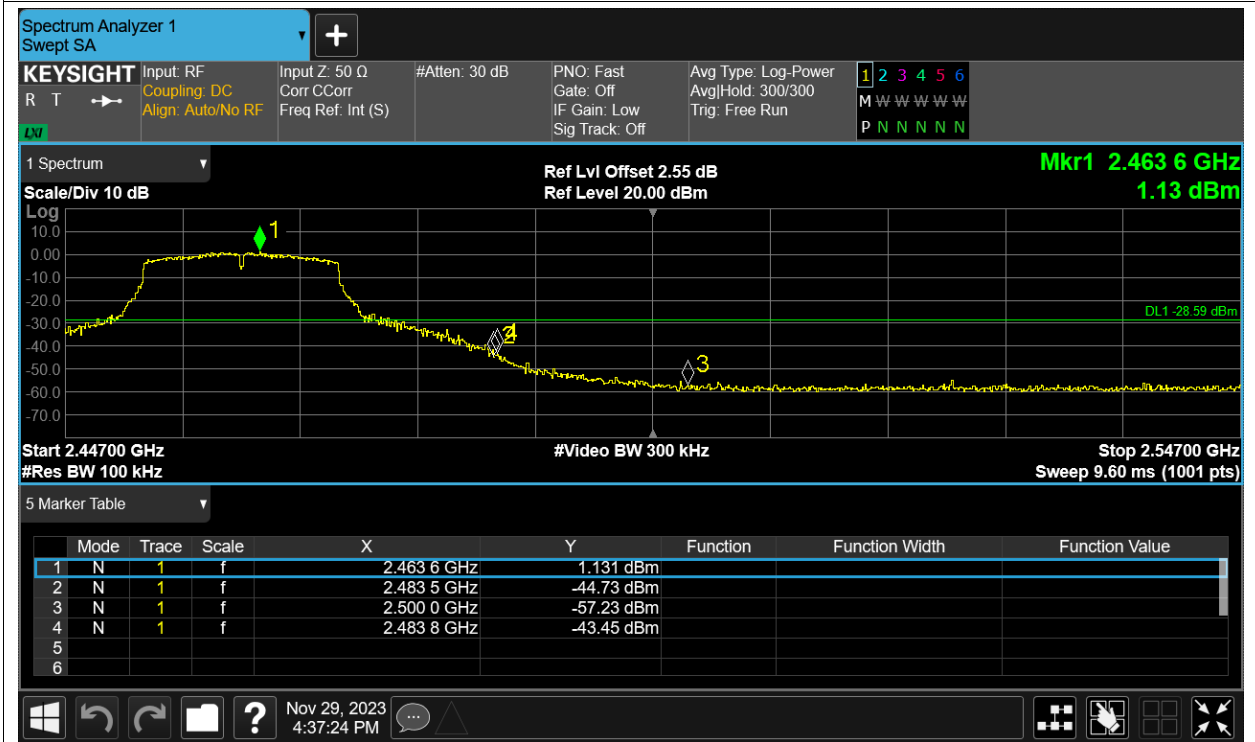 Spectrum Analyzer 1
Swept SA
+
KEYSIGHT Input: RF Input Z: 50 Ω #Atten: 30 dB PNO: Fast Avg Type: Log-Power 1 2 3 4 5 6
R T Coupling: DC Corr CCorr Gate: Off Avg|Hold: 300/300 M W W W W W
Align: Auto/No RF Freq Ref: Int (S) IF Gain: Low Trig: Free Run P N N N N N
LXI Sig Track: Off
1 Spectrum Ref Lvl Offset 2.55 dB Mkr1 2.463 6 GHz
Scale/Div 10 dB Ref Level 20.00 dBm 1.13 dBm
Log
10.0 1
0.00
-10.0
-20.0
DL1 -28.59 dBm
-30.0
-40.0
-50.0 3
-60.0
-70.0
Start 2.44700 GHz #Video BW 300 kHz Stop 2.54700 GHz
#Res BW 100 kHz Sweep 9.60 ms (1001 pts)
5 Marker Table
Mode Trace Scale X Y Function Function Width Function Value
1 N 1 f 2.463 6 GHz 1.131 dBm
2 N 1 f 2.483 5 GHz -44.73 dBm
3 N 1 f 2.500 0 GHz -57.23 dBm
4 N 1 f 2.483 8 GHz -43.45 dBm
5
6
? Nov 29, 2023
4:37:24 PM